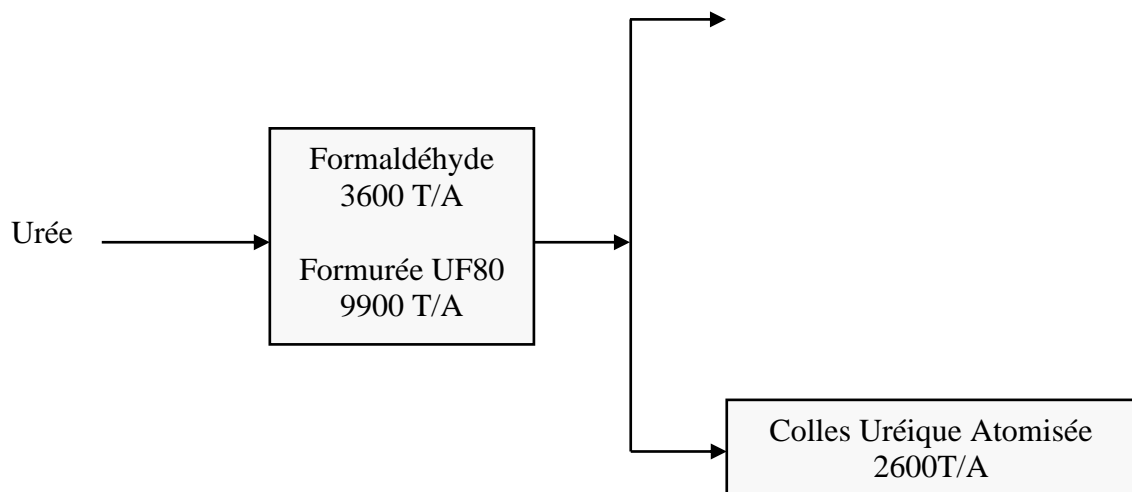 Formaldéhyde
3600 T/A
Urée
Formurée UF80
9900 T/A
Colles Uréique Atomisée
2600T/A